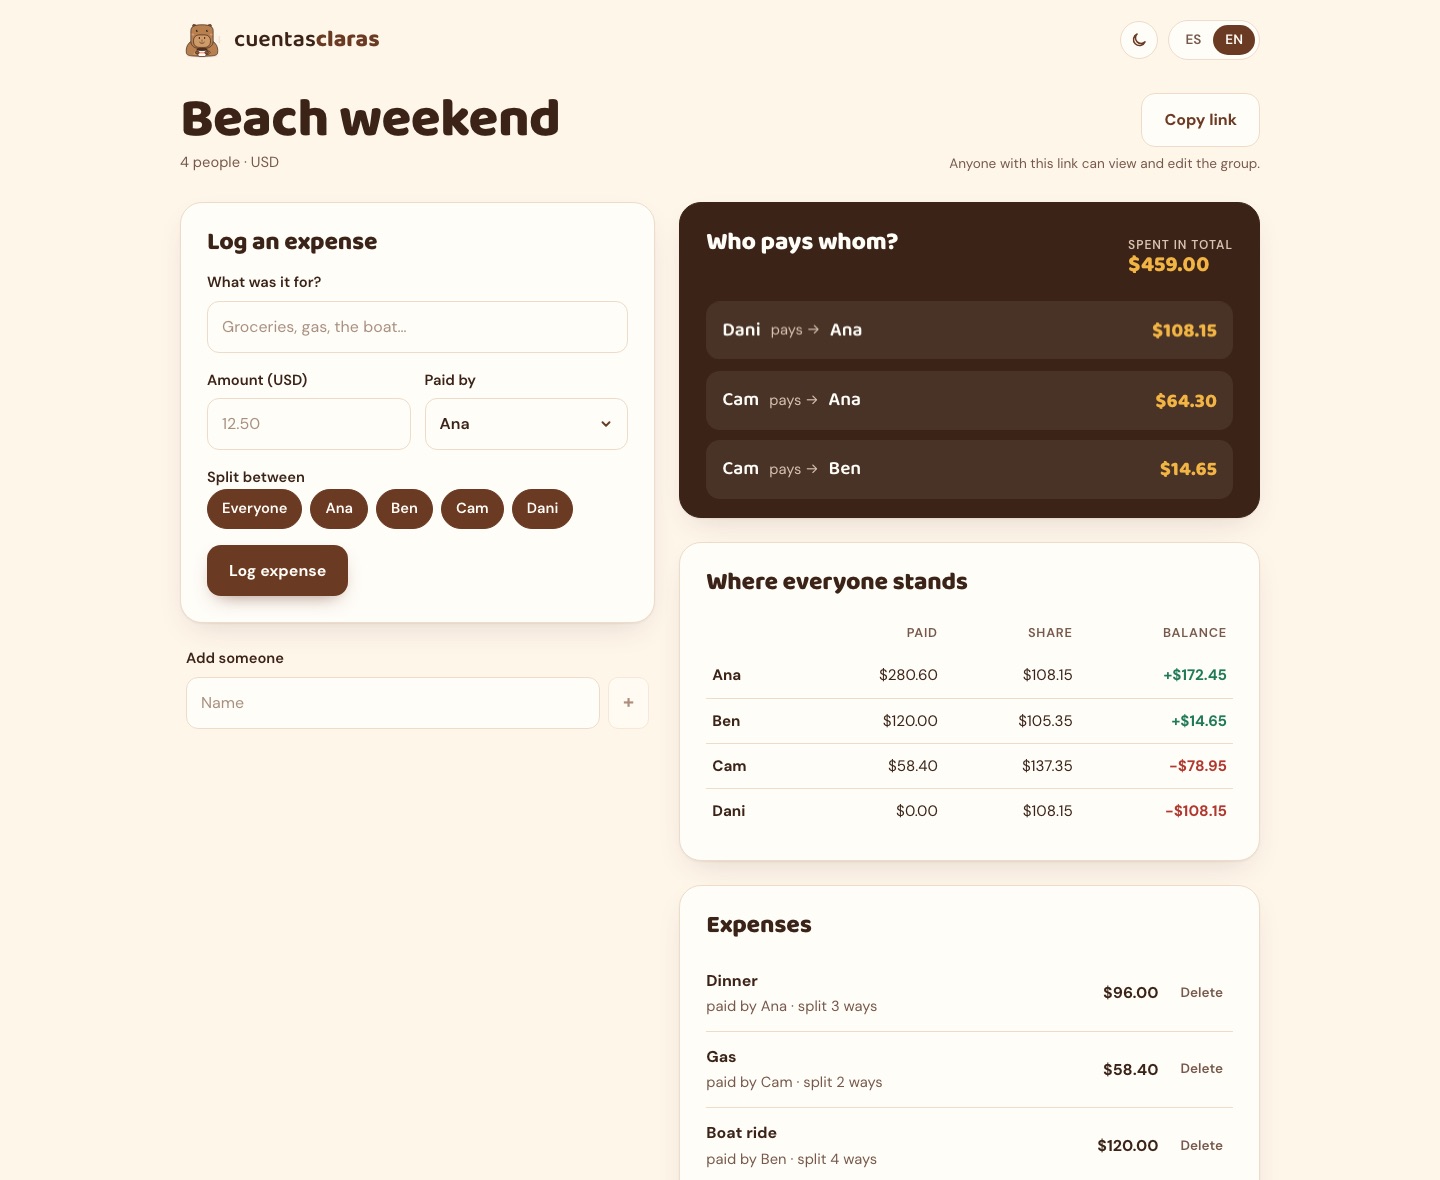 cuentasclaras
ES EN
Beach weekend
Copy link
4 people · USD
Anyone with this link can view and edit the group.
Log an expense
What was it for?
Groceries, gas, the boat...
Amount (USD) Paid by
12.50 Ana
Split between
Everyone Ana Ben Cam Dani
Log expense
Add someone
Name +
Who pays whom?
SPENT IN TOTAL
$459.00
Dani pays → Ana $108.15
Cam pays → Ana $64.30
Cam pays → Ben $14.65
Where everyone stands
PAID SHARE BALANCE
Ana $280.60 $108.15 +$172.45
Ben $120.00 $105.35 +$14.65
Cam $58.40 $137.35 -$78.95
Dani $0.00 $108.15 -$108.15
Expenses
Dinner
paid by Ana · split 3 ways
$96.00 Delete
Gas
paid by Cam · split 2 ways
$58.40 Delete
Boat ride
paid by Ben · split 4 ways
$120.00 Delete